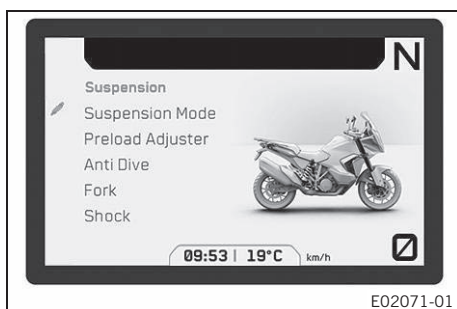 N
Suspension
Suspension Mode
Preload Adjuster
Anti Dive
Fork
Shock
09:53 | 19°C km/h
0
E02071-01